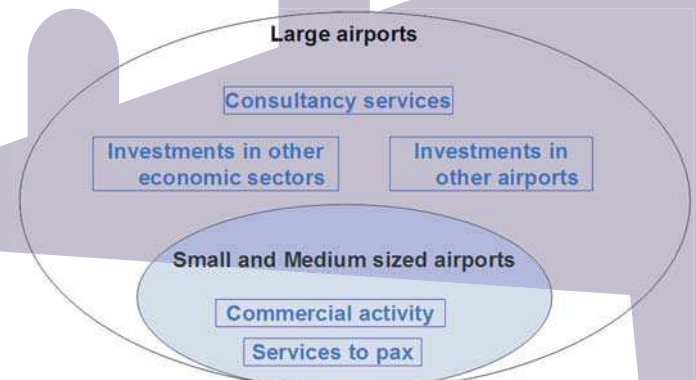 Large airports
Consultancy services
Investments in other
economic sectors
Investments in
other airports
Small and Medium sized airports
Commercial activity
Services to pax